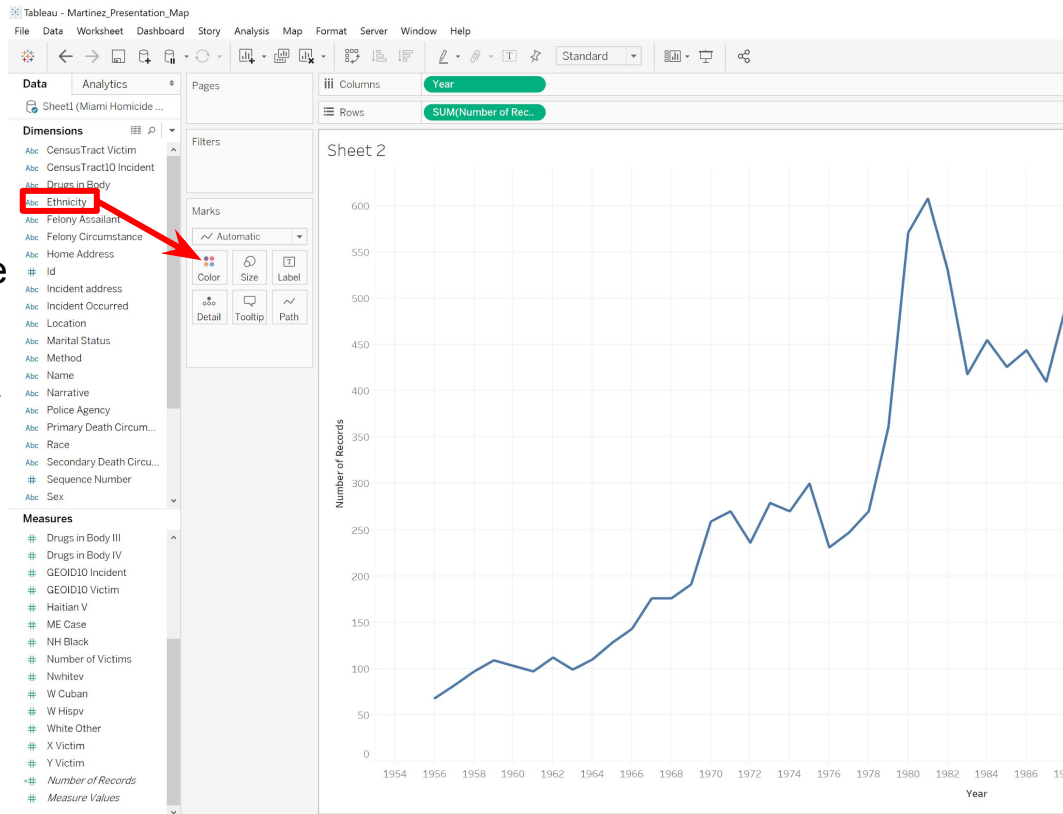 Tableau - Martinez_Presentation_Map
File Data Worksheet Dashboard Story Analysis Map Format Server Window Help
Standard
Data Analytics
Sheet1 (Miami Homicide ...
Dimensions
Abc CensusTract Victim
Abc CensusTract10 Incident
Abc Drugs in Body
Abc Ethnicity
Abc Felony Assailant
Abc Felony Circumstance
Abc Home Address
# Id
Abc Incident address
Abc Incident Occurred
Abc Location
Abc Marital Status
Abc Method
Abc Name
Abc Narrative
Abc Police Agency
Abc Primary Death Circum...
Abc Race
Abc Secondary Death Circu...
# Sequence Number
Abc Sex
Measures
# Drugs in Body III
# Drugs in Body IV
# GEOID10 Incident
# GEOID10 Victim
# Haitian V
# ME Case
# NH Black
# Number of Victims
# Nwhitev
# W Cuban
# W Hispv
# White Other
# X Victim
# Y Victim
=# Number of Records
# Measure Values
Pages
Filters
Marks
Automatic
Color Size Label
Detail Tooltip Path
Columns Year
Rows SUM(Number of Rec..
Sheet 2
Number of Records
600
550
500
450
400
350
300
250
200
150
100
50
0
1954 1956 1958 1960 1962 1964 1966 1968 1970 1972 1974 1976 1978 1980 1982 1984 1986
Year